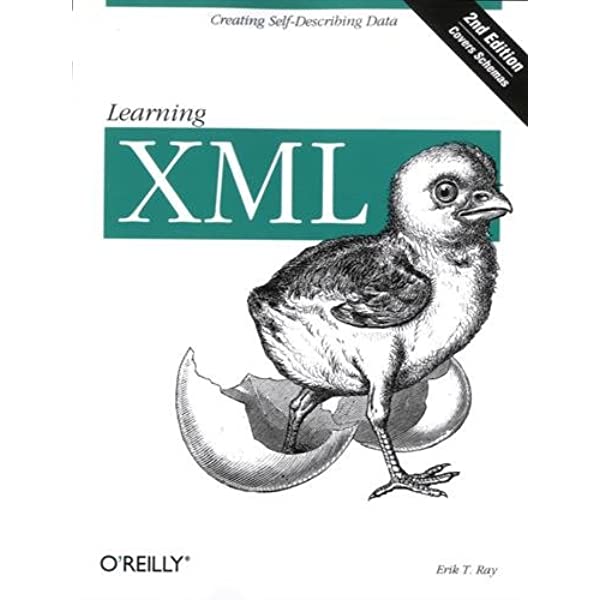 Creating Self-Describing Data
2nd Edition
Covers Schemas
Learning
XML
O'REILLY®
Erik T. Ray